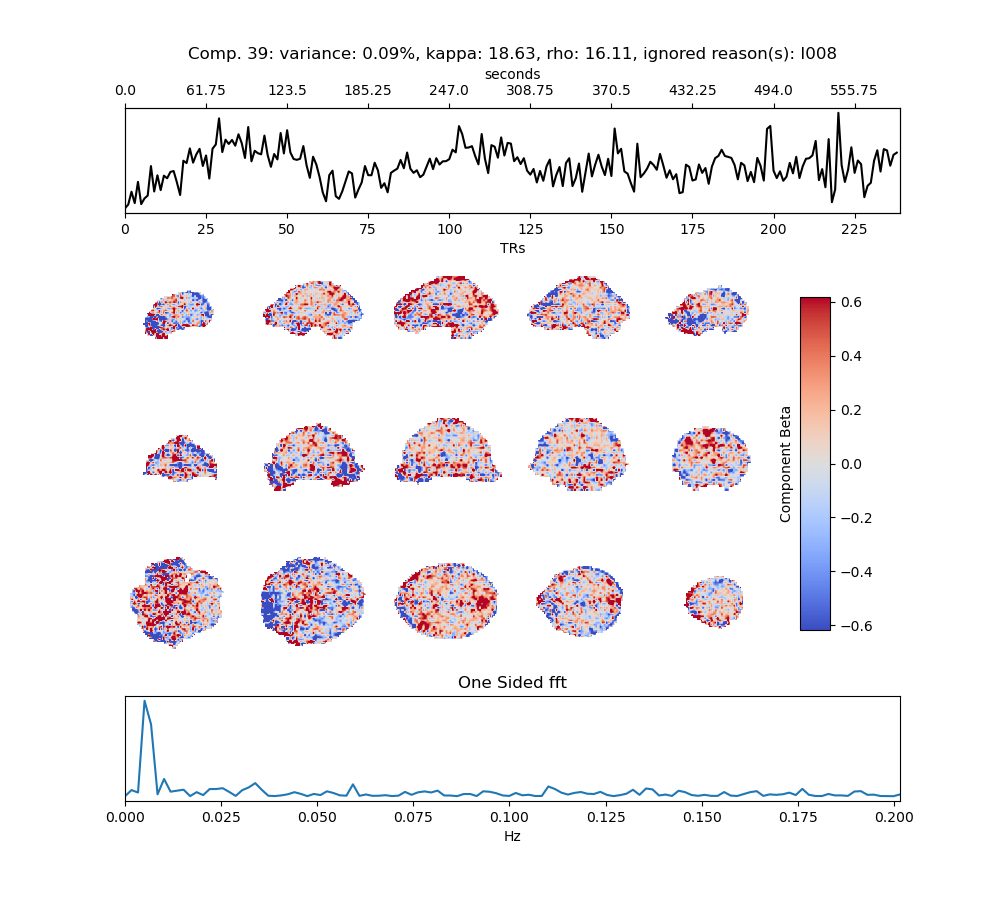 Comp. 39: variance: 0.09%, kappa: 18.63, rho: 16.11, ignored reason(s): I008
seconds
0.0 61.75 123.5 185.25 247.0 308.75 370.5 432.25 494.0 555.75
0 25 50 75 100 125 150 175 200 225
TRs
0.6
0.4
0.2
0.0
−0.2
−0.4
−0.6
Component Beta
One Sided fft
0.000 0.025 0.050 0.075 0.100 0.125 0.150 0.175 0.200
Hz